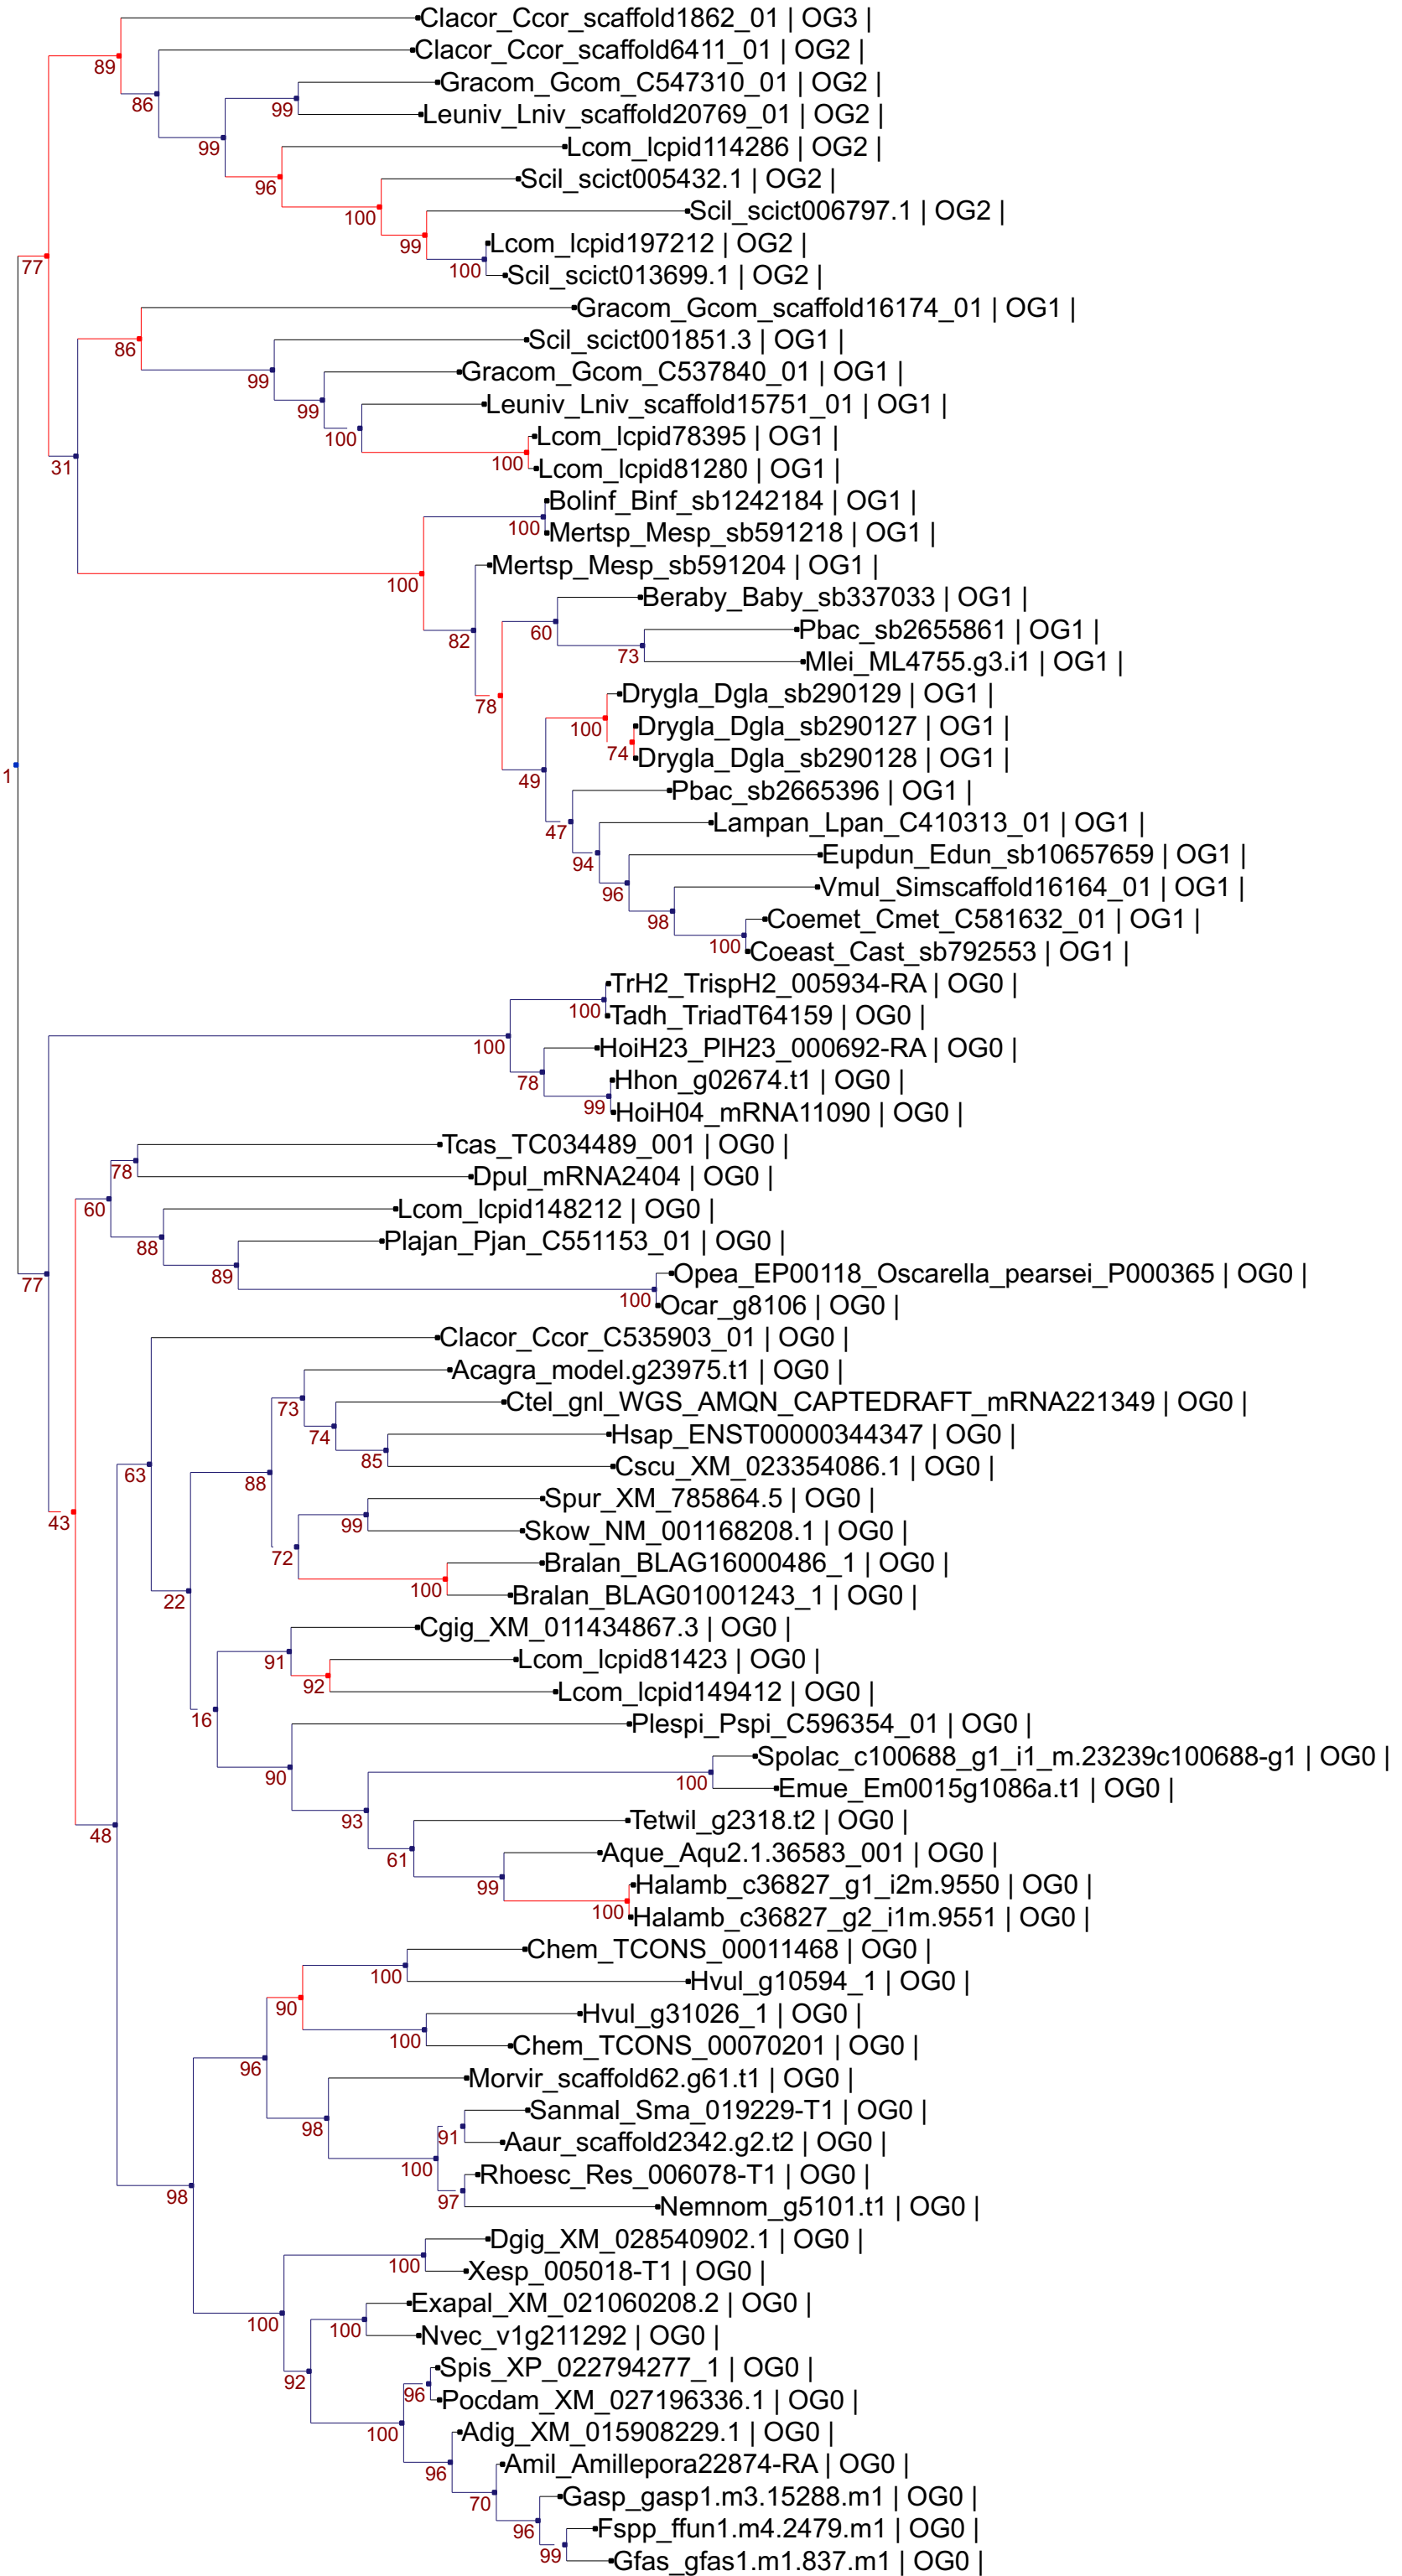 Clacor_Ccor_scaffold1862_01 | OG3 |
89
Clacor_Ccor_scaffold6411_01 | OG2 |
86
Gracom_Gcom_C547310_01 | OG2 |
99
Leuniv_Lniv_scaffold20769_01 | OG2 |
99
Lcom_lcpid114286 | OG2 |
96
Scil_scict005432.1 | OG2 |
100
Scil_scict006797.1 | OG2 |
99
Lcom_lcpid197212 | OG2 |
77
100
Scil_scict013699.1 | OG2 |
Gracom_Gcom_scaffold16174_01 | OG1 |
86
Scil_scict001851.3 | OG1 |
99
Gracom_Gcom_C537840_01 | OG1 |
99
Leuniv_Lniv_scaffold15751_01 | OG1 |
100
Lcom_lcpid78395 | OG1 |
31
100
Lcom_lcpid81280 | OG1 |
Bolinf_Binf_sb1242184 | OG1 |
100
Mertsp_Mesp_sb591218 | OG1 |
Mertsp_Mesp_sb591204 | OG1 |
100
Beraby_Baby_sb337033 | OG1 |
82
60
Pbac_sb2655861 | OG1 |
73
Mlei_ML4755.g3.i1 | OG1 |
78
Drygla_Dgla_sb290129 | OG1 |
100
Drygla_Dgla_sb290127 | OG1 |
74
Drygla_Dgla_sb290128 | OG1 |
1
49
Pbac_sb2665396 | OG1 |
47
Lampan_Lpan_C410313_01 | OG1 |
94
Eupdun_Edun_sb10657659 | OG1 |
96
Vmul_Simscaffold16164_01 | OG1 |
98
Coemet_Cmet_C581632_01 | OG1 |
100
Coeast_Cast_sb792553 | OG1 |
TrH2_TrispH2_005934-RA | OG0 |
100
Tadh_TriadT64159 | OG0 |
100
HoiH23_PlH23_000692-RA | OG0 |
78
Hhon_g02674.t1 | OG0 |
99
HoiH04_mRNA11090 | OG0 |
Tcas_TC034489_001 | OG0 |
78
Dpul_mRNA2404 | OG0 |
60
Lcom_lcpid148212 | OG0 |
88
Plajan_Pjan_C551153_01 | OG0 |
77
89
Opea_EP00118_Oscarella_pearsei_P000365 | OG0 |
100
Ocar_g8106 | OG0 |
Clacor_Ccor_C535903_01 | OG0 |
Acagra_model.g23975.t1 | OG0 |
73
Ctel_gnl_WGS_AMQN_CAPTEDRAFT_mRNA221349 | OG0 |
74
Hsap_ENST00000344347 | OG0 |
85
Cscu_XM_023354086.1 | OG0 |
63
88
Spur_XM_785864.5 | OG0 |
43
99
Skow_NM_001168208.1 | OG0 |
72
Bralan_BLAG16000486_1 | OG0 |
100
Bralan_BLAG01001243_1 | OG0 |
22
Cgig_XM_011434867.3 | OG0 |
91
Lcom_lcpid81423 | OG0 |
92
Lcom_lcpid149412 | OG0 |
16
Plespi_Pspi_C596354_01 | OG0 |
Spolac_c100688_g1_i1_m.23239c100688-g1 | OG0 |
90
100
Emue_Em0015g1086a.t1 | OG0 |
93
Tetwil_g2318.t2 | OG0 |
48
61
Aque_Aqu2.1.36583_001 | OG0 |
99
Halamb_c36827_g1_i2m.9550 | OG0 |
100
Halamb_c36827_g2_i1m.9551 | OG0 |
Chem_TCONS_00011468 | OG0 |
100
Hvul_g10594_1 | OG0 |
90
Hvul_g31026_1 | OG0 |
100
Chem_TCONS_00070201 | OG0 |
96
Morvir_scaffold62.g61.t1 | OG0 |
98
Sanmal_Sma_019229-T1 | OG0 |
91
Aaur_scaffold2342.g2.t2 | OG0 |
100
Rhoesc_Res_006078-T1 | OG0 |
98
97
Nemnom_g5101.t1 | OG0 |
Dgig_XM_028540902.1 | OG0 |
100
Xesp_005018-T1 | OG0 |
Exapal_XM_021060208.2 | OG0 |
100
100
Nvec_v1g211292 | OG0 |
Spis_XP_022794277_1 | OG0 |
92
96
Pocdam_XM_027196336.1 | OG0 |
100
Adig_XM_015908229.1 | OG0 |
96
Amil_Amillepora22874-RA | OG0 |
70
Gasp_gasp1.m3.15288.m1 | OG0 |
96
Fspp_ffun1.m4.2479.m1 | OG0 |
99
Gfas_gfas1.m1.837.m1 | OG0 |